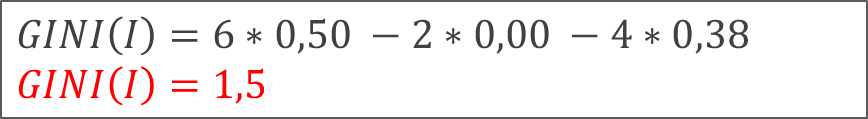 GINI(I) = 6 * 0,50 − 2 * 0,00 − 4 * 0,38
GINI(I) = 1,5